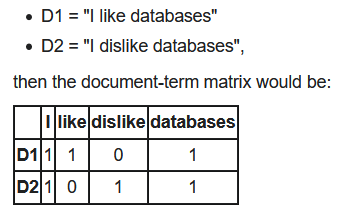 • D1 = "I like databases"
• D2 = "I dislike databases",
then the document-term matrix would be:
I like dislike databases
D1 1 1 0 1
D2 1 0 1 1